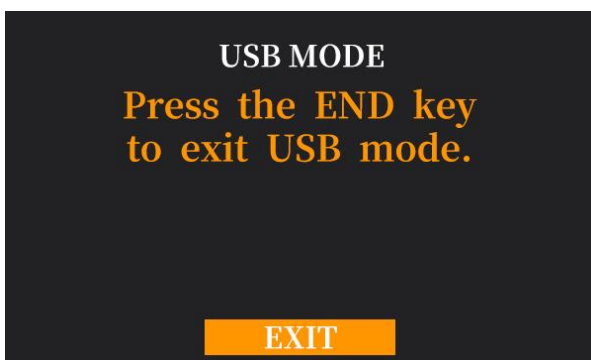 USB MODE
Press the END key
to exit USB mode.
EXIT